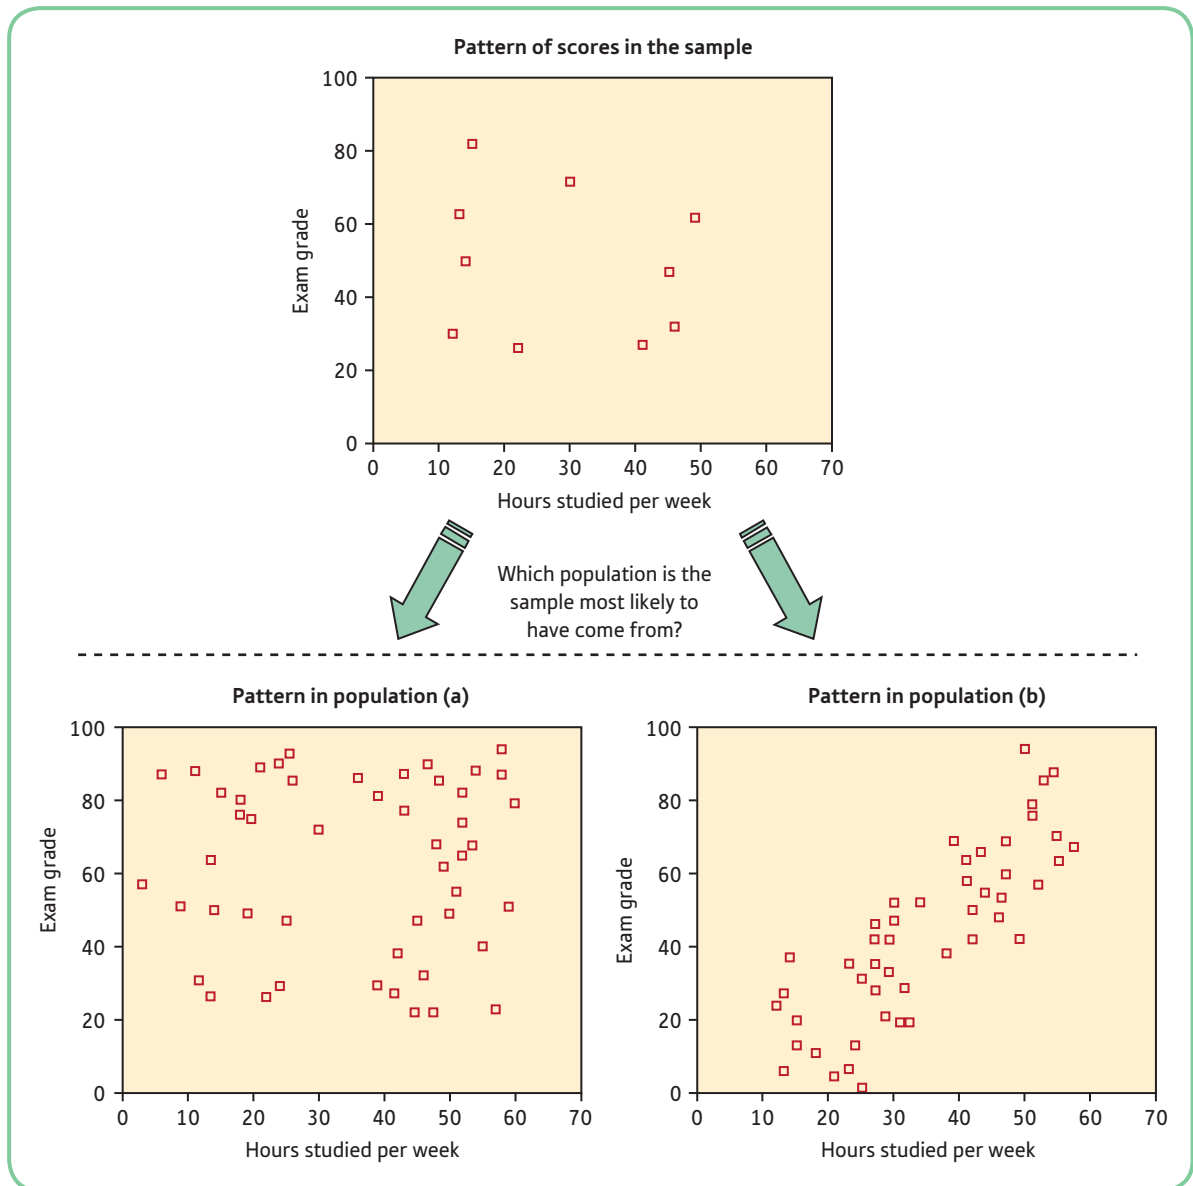 Pattern of scores in the sample
100
80
60
40
20
0
Exam grade
0 10 20 30 40 50 60 70
Hours studied per week
Which population is the
sample most likely to
have come from?
Pattern in population (a)
100
80
60
40
20
0
Exam grade
0 10 20 30 40 50 60 70
Hours studied per week
Pattern in population (b)
100
80
60
40
20
0
Exam grade
0 10 20 30 40 50 60 70
Hours studied per week